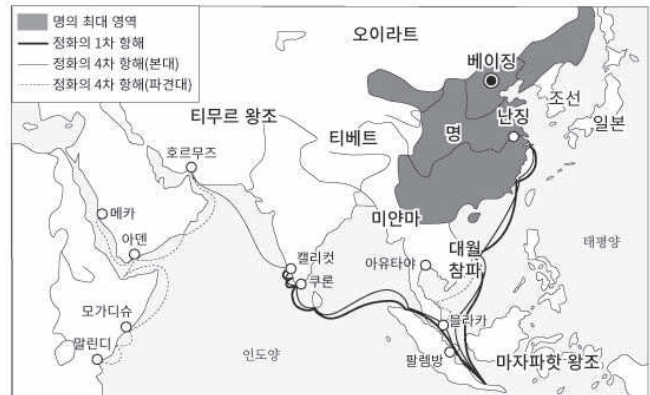 명의 최대 영역
정화의 1차 항해
정화의 4차 항해(본대)
정화의 4차 항해(파견대)
오이라트
베이징
조선
일본
난징
명
티무르 왕조
티베트
호르무즈
메카
아덴
미얀마
대월
참파
태평양
캘리컷
쿠론
아유타야
모가디슈
말린디
믈라카
팔렘방
마자파힛 왕조
인도양